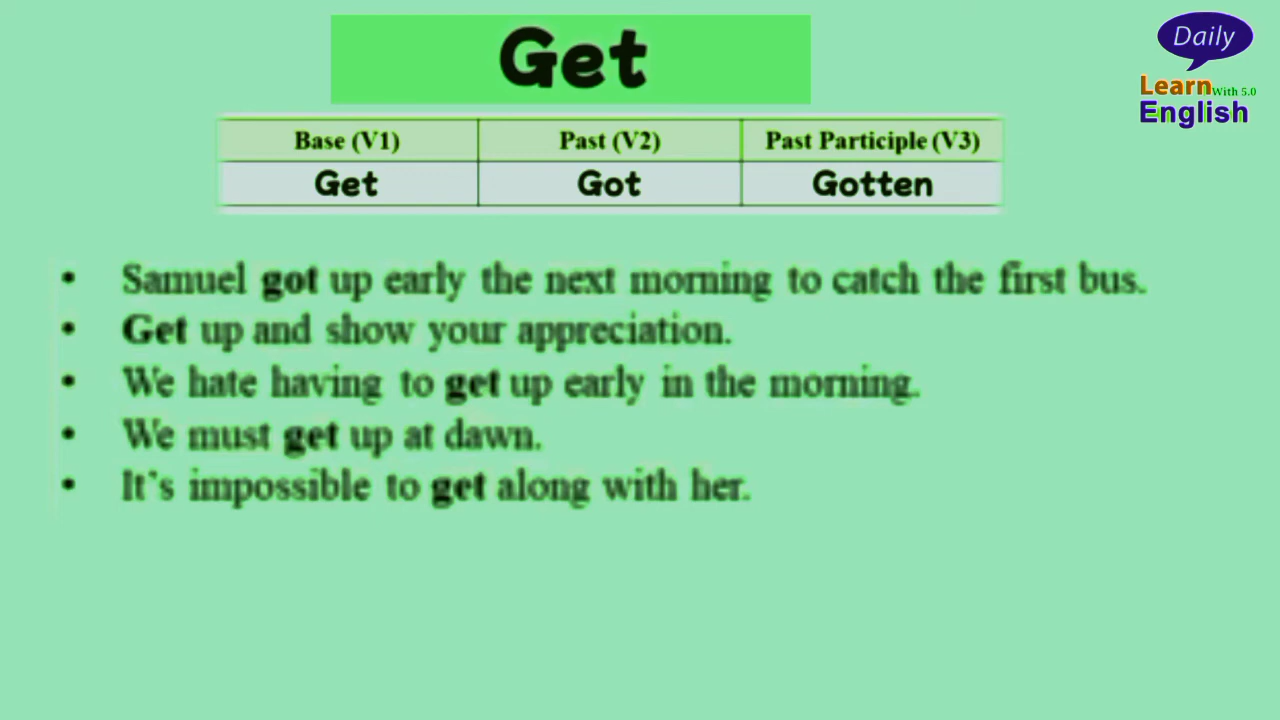 Get
Daily
Learn With 5.0
English
Base (V1) Past (V2) Past Participle (V3)
Get Got Gotten
• Samuel got up early the next morning to catch the first bus.
• Get up and show your appreciation.
• We hate having to get up early in the morning.
• We must get up at dawn.
• It's impossible to get along with her.